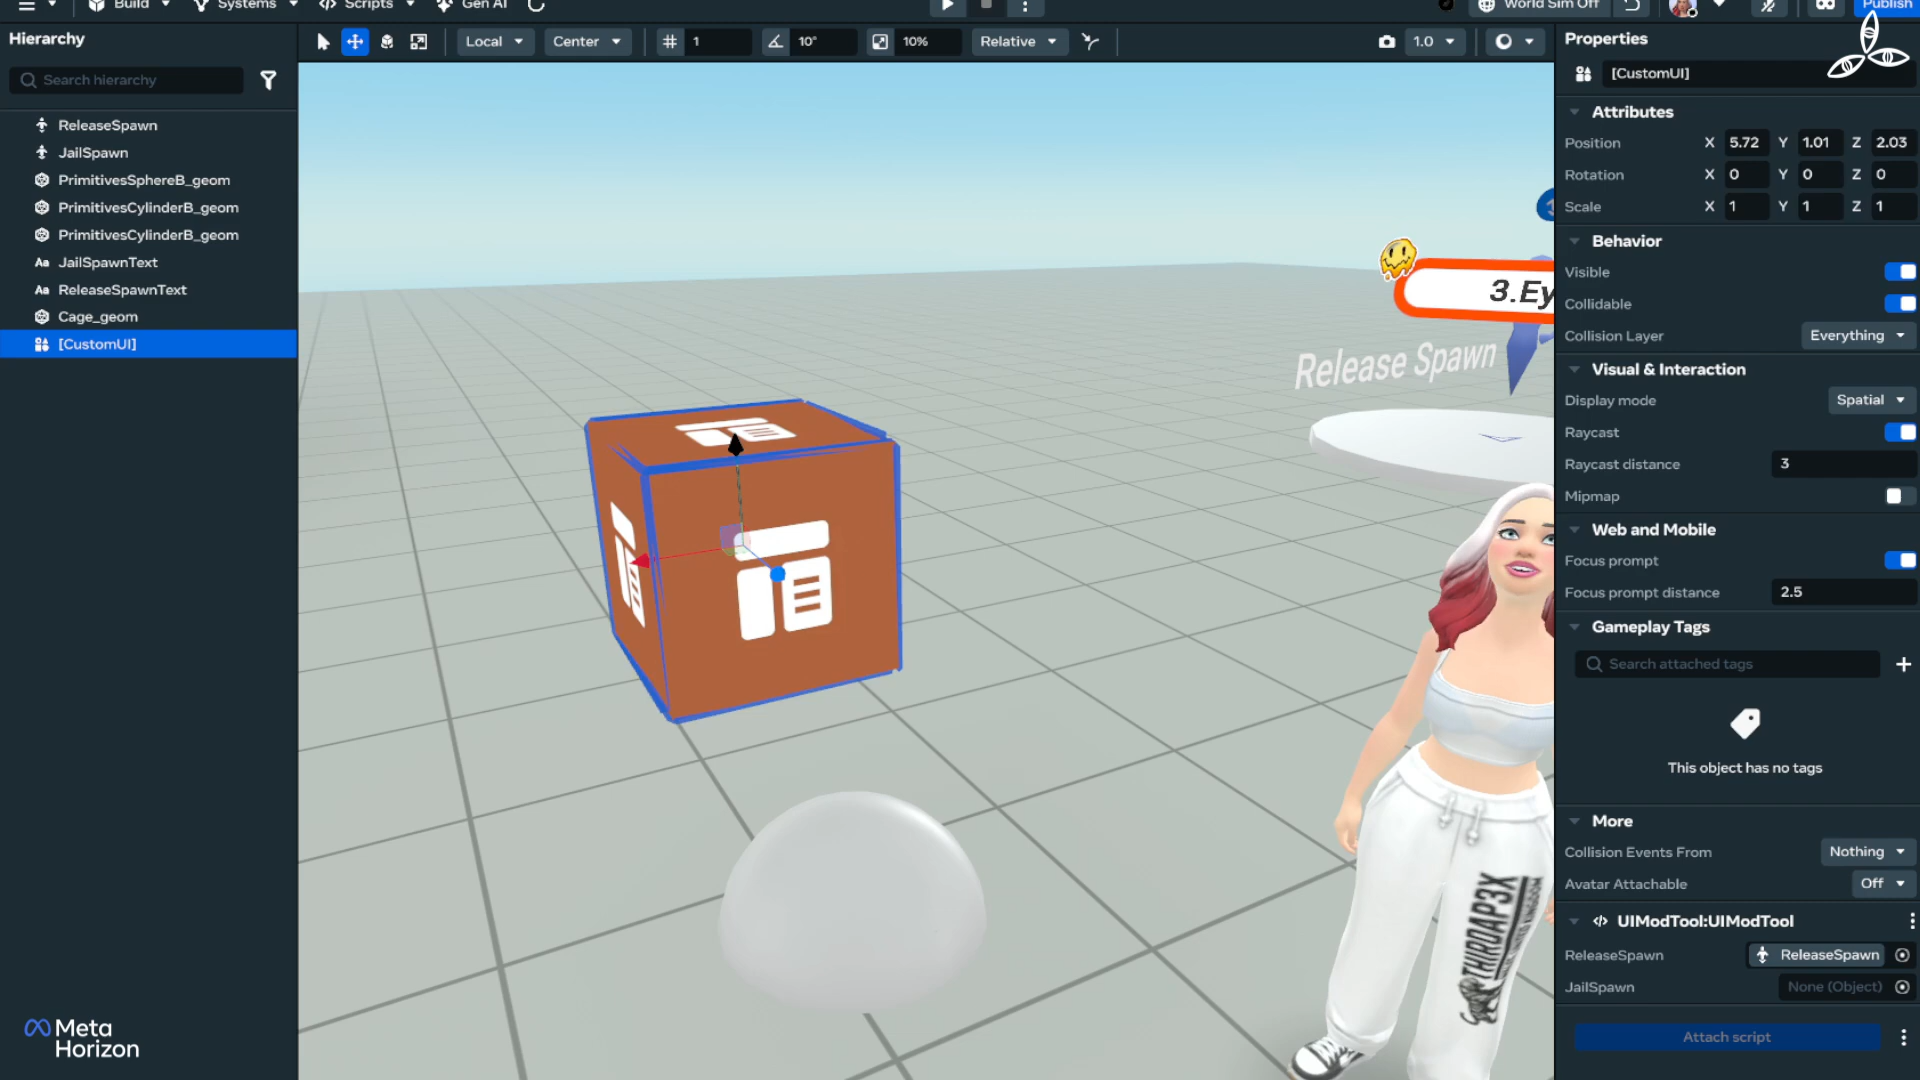 Build
Systems
Scripts
Gen AI
World Sim Off
Publish
Hierarchy
Local
Center
1
10°
10%
Relative
1.0
Properties
Search hierarchy
[CustomUI]
ReleaseSpawn
JailSpawn
PrimitivesSphereB_geom
PrimitivesCylinderB_geom
PrimitivesCylinderB_geom
JailSpawnText
ReleaseSpawnText
Cage_geom
[CustomUI]
3.Ey
Release Spawn
THIRDAP3X
Attributes
Position X 5.72 Y 1.01 Z 2.03
Rotation X 0 Y 0 Z 0
Scale X 1 Y 1 Z 1
Behavior
Visible
Collidable
Collision Layer Everything
Visual & Interaction
Display mode Spatial
Raycast
Raycast distance 3
Mipmap
Web and Mobile
Focus prompt
Focus prompt distance 2.5
Gameplay Tags
Search attached tags
This object has no tags
More
Collision Events From Nothing
Avatar Attachable Off
UIModTool:UIModTool
ReleaseSpawn ReleaseSpawn
JailSpawn None (Object)
Attach script
Meta
Horizon